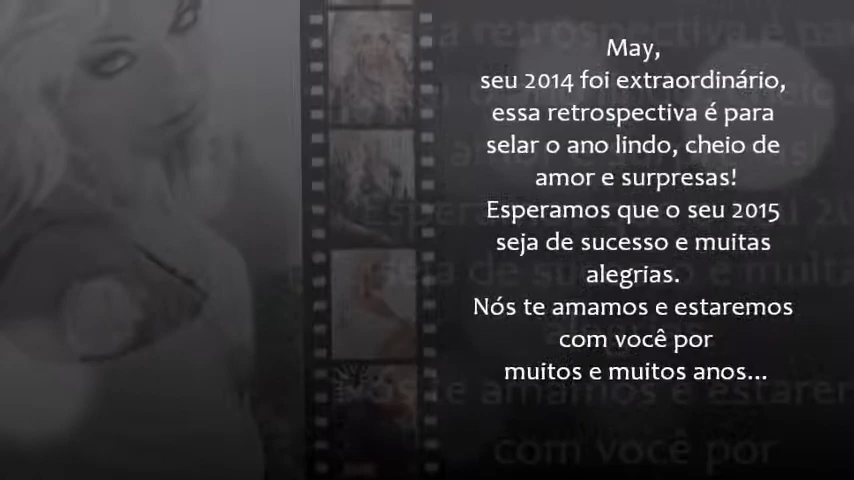 May,
seu 2014 foi extraordinário,
essa retrospectiva é para
selar o ano lindo, cheio de
amor e surpresas!
Esperamos que o seu 2015
seja de sucesso e muitas
alegrias.
Nós te amamos e estaremos
com você por
muitos e muitos anos...